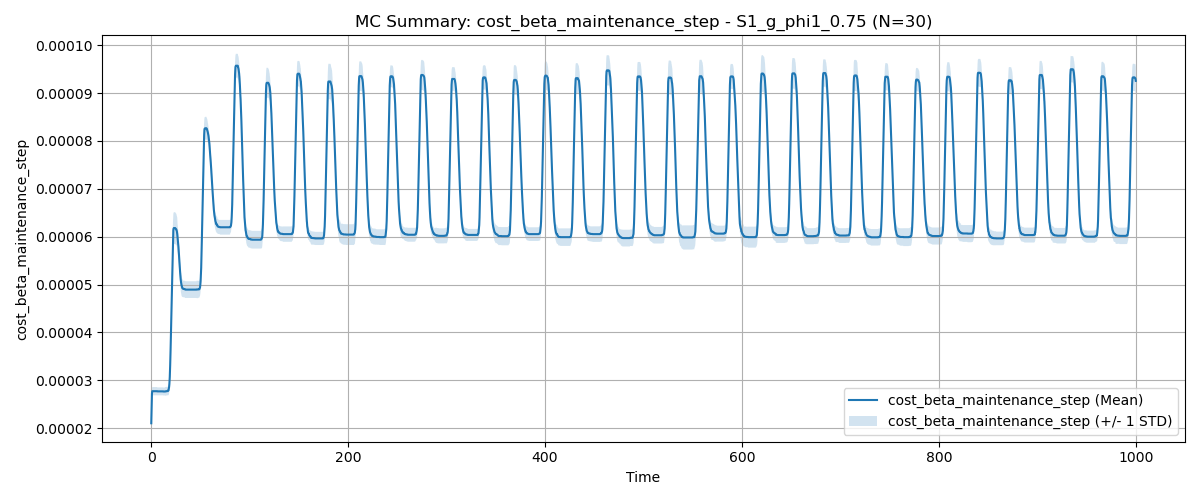 MC Summary: cost_beta_maintenance_step - S1_g_phi1_0.75 (N=30)
cost_beta_maintenance_step
0.00010
0.00009
0.00008
0.00007
0.00006
0.00005
0.00004
0.00003
0.00002
cost_beta_maintenance_step (Mean)
cost_beta_maintenance_step (+/- 1 STD)
0 200 400 600 800 1000
Time